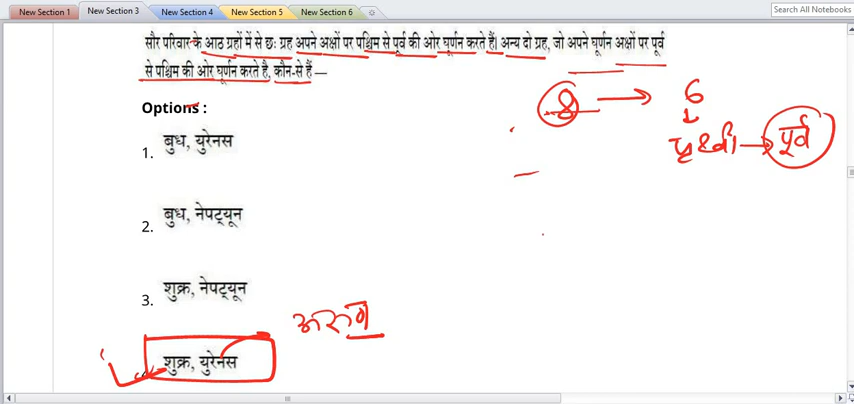 New Section 1 New Section 3 New Section 4 New Section 5 New Section 6 Search All Notebooks
सौर परिवार के आठ ग्रहों में से छः ग्रह अपने अक्षों पर पश्चिम से पूर्व की ओर घूर्णन करते हैं। अन्य दो ग्रह, जो अपने घूर्णन अक्षों पर पूर्व
से पश्चिम की ओर घूर्णन करते है, कौन-से हैं —
Options :
8 → 6
पृथ्वी → पूर्व
1. बुध, युरेनस
2. बुध, नेपट्यून
3. शुक्र, नेपट्यून
अरुण
शुक्र, युरेनस